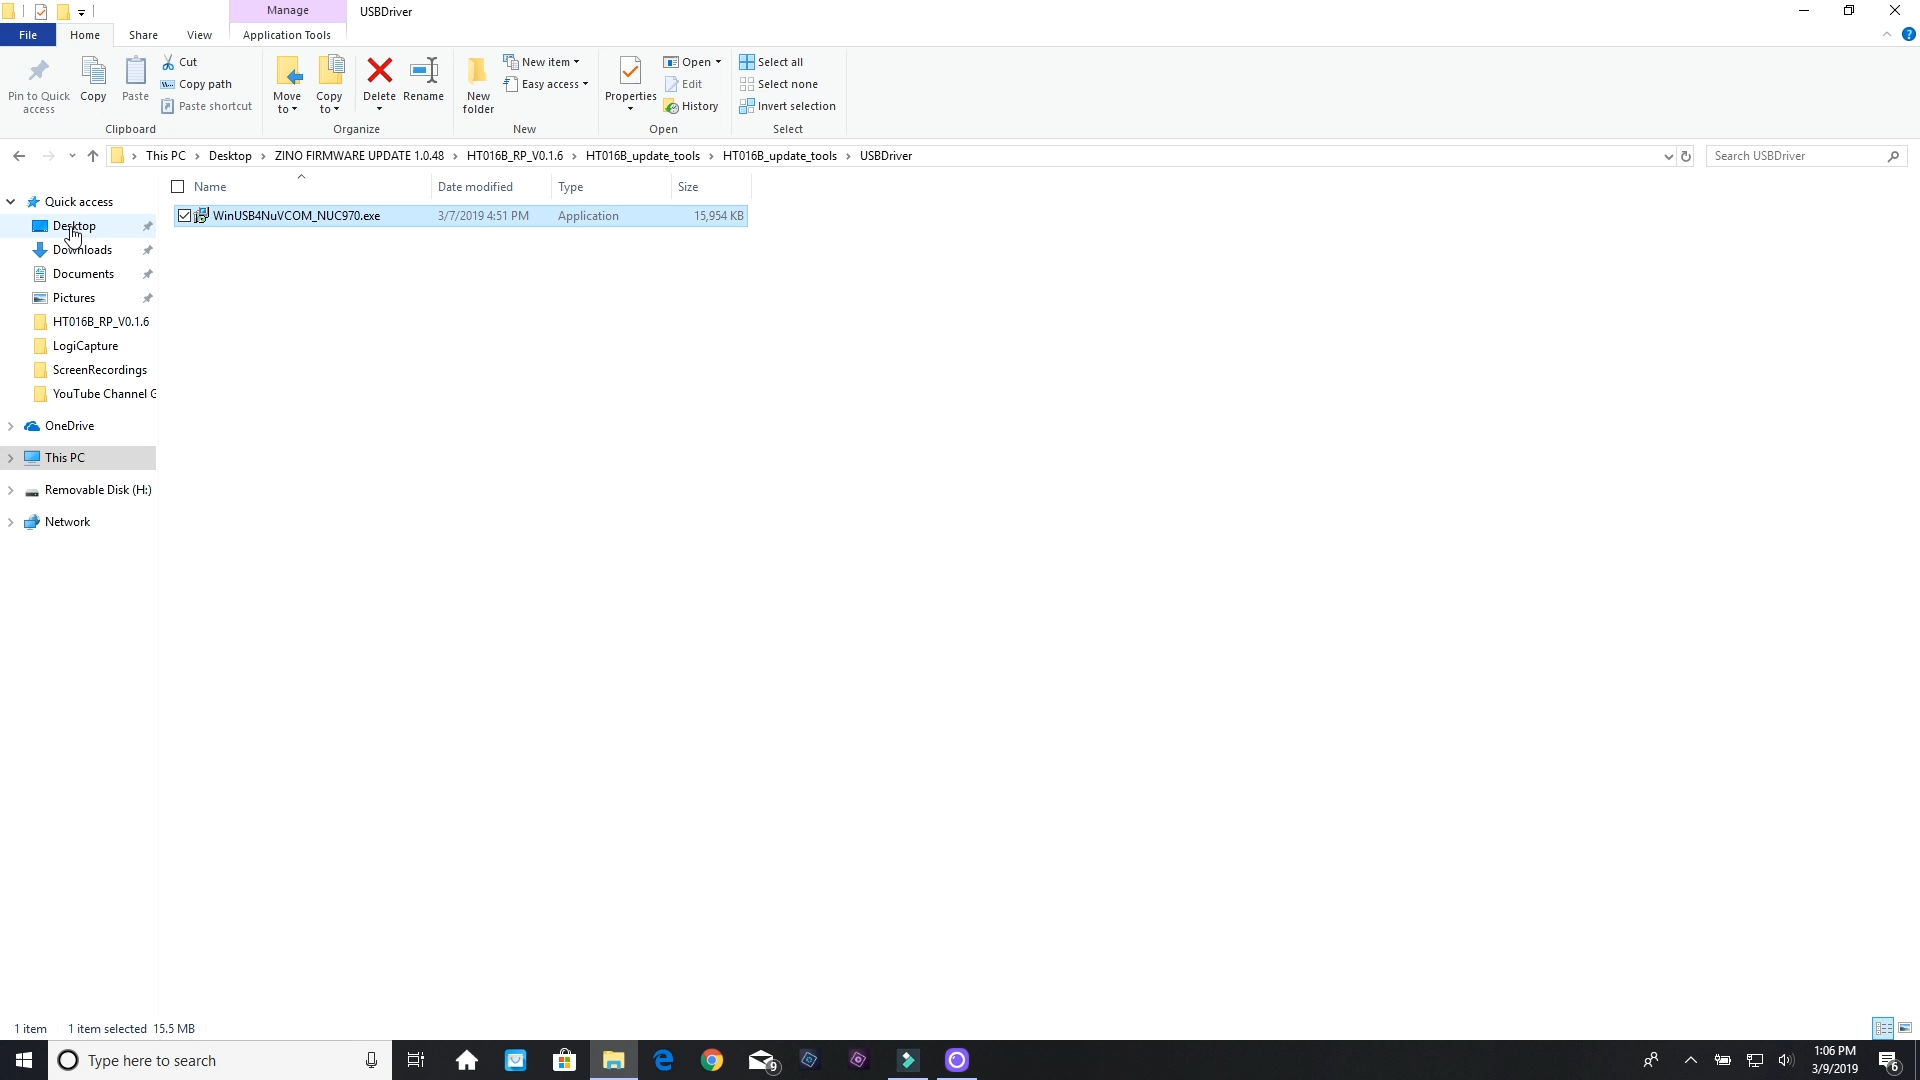 Manage
USBDriver
File
Home
Share
View
Application Tools
Pin to Quick
access
Copy
Paste
Cut
Copy path
Paste shortcut
Clipboard
Move
to
Copy
to
Delete
Rename
Organize
New
folder
New item
Easy access
New
Properties
Open
Edit
History
Open
Select all
Select none
Invert selection
Select
This PC > Desktop > ZINO FIRMWARE UPDATE 1.0.48 > HT016B_RP_V0.1.6 > HT016B_update_tools > HT016B_update_tools > USBDriver
Search USBDriver
Name
Date modified
Type
Size
WinUSB4NuVCOM_NUC970.exe
3/7/2019 4:51 PM
Application
15,954 KB
Quick access
Desktop
Downloads
Documents
Pictures
HT016B_RP_V0.1.6
LogiCapture
ScreenRecordings
YouTube Channel G
OneDrive
This PC
Removable Disk (H:)
Network
1 item
1 item selected 15.5 MB
Type here to search
9
1:06 PM
3/9/2019
6